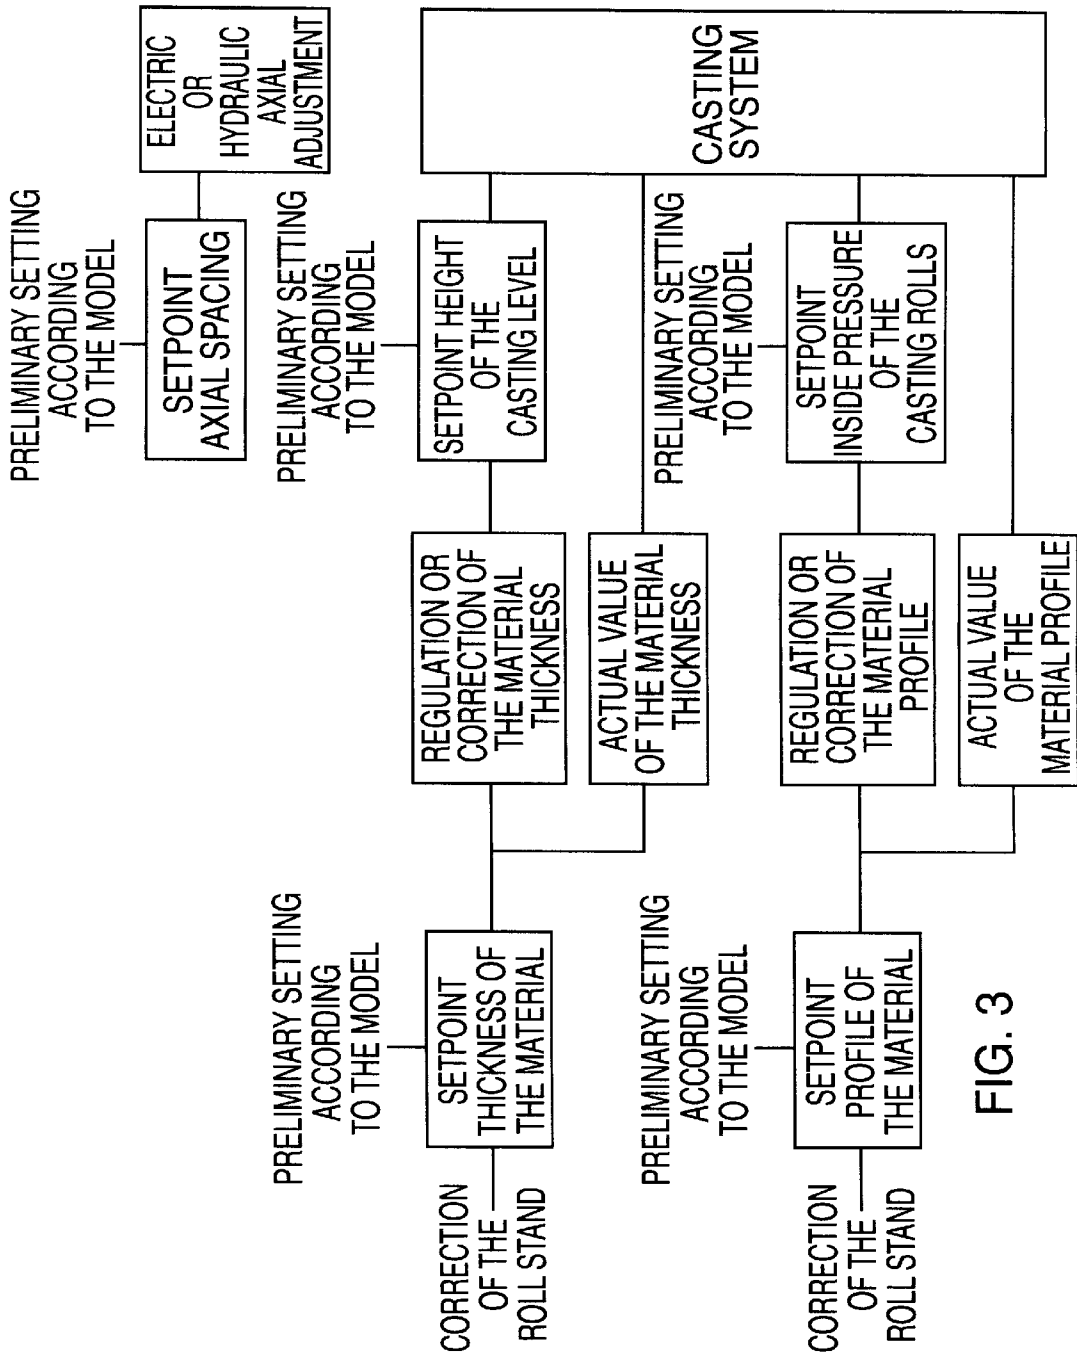 PRELIMINARY SETTING
ACCORDING
TO THE MODEL
SETPOINT
AXIAL SPACING
ELECTRIC
OR
HYDRAULIC
AXIAL
ADJUSTMENT
PRELIMINARY SETTING
ACCORDING
TO THE MODEL
PRELIMINARY SETTING
ACCORDING
TO THE MODEL
CORRECTION
OF THE
ROLL STAND
SETPOINT
THICKNESS OF
THE MATERIAL
REGULATION OR
CORRECTION OF
THE MATERIAL
THICKNESS
SETPOINT HEIGHT
OF THE
CASTING LEVEL
ACTUAL VALUE
OF THE MATERIAL
THICKNESS
CASTING
SYSTEM
PRELIMINARY SETTING
ACCORDING
TO THE MODEL
PRELIMINARY SETTING
ACCORDING
TO THE MODEL
CORRECTION
OF THE
ROLL STAND
SETPOINT
PROFILE OF
THE MATERIAL
REGULATION OR
CORRECTION OF
THE MATERIAL
PROFILE
SETPOINT
INSIDE PRESSURE
OF THE
CASTING ROLLS
ACTUAL VALUE
OF THE
MATERIAL PROFILE
FIG. 3